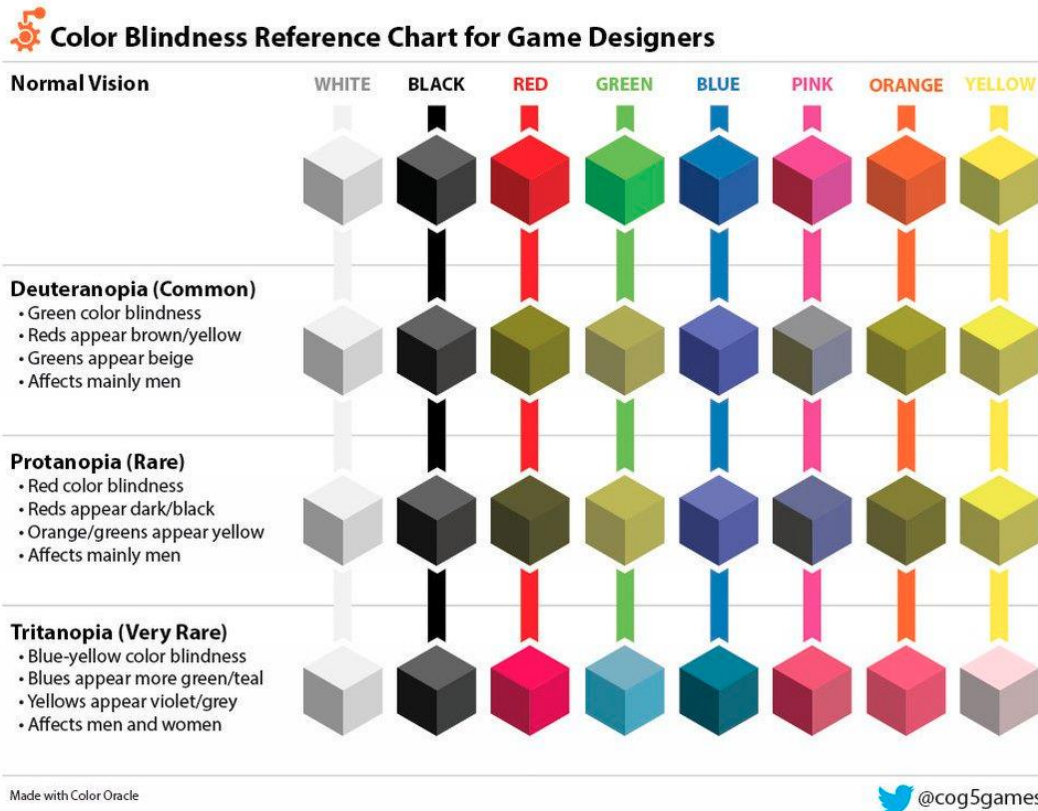 Color Blindness Reference Chart for Game Designers
Normal Vision
WHITE BLACK RED GREEN BLUE PINK ORANGE YELLOW
Deuteranopia (Common)
• Green color blindness
• Reds appear brown/yellow
• Greens appear beige
• Affects mainly men
Protanopia (Rare)
• Red color blindness
• Reds appear dark/black
• Orange/greens appear yellow
• Affects mainly men
Tritanopia (Very Rare)
• Blue-yellow color blindness
• Blues appear more green/teal
• Yellows appear violet/grey
• Affects men and women
Made with Color Oracle
@cog5games